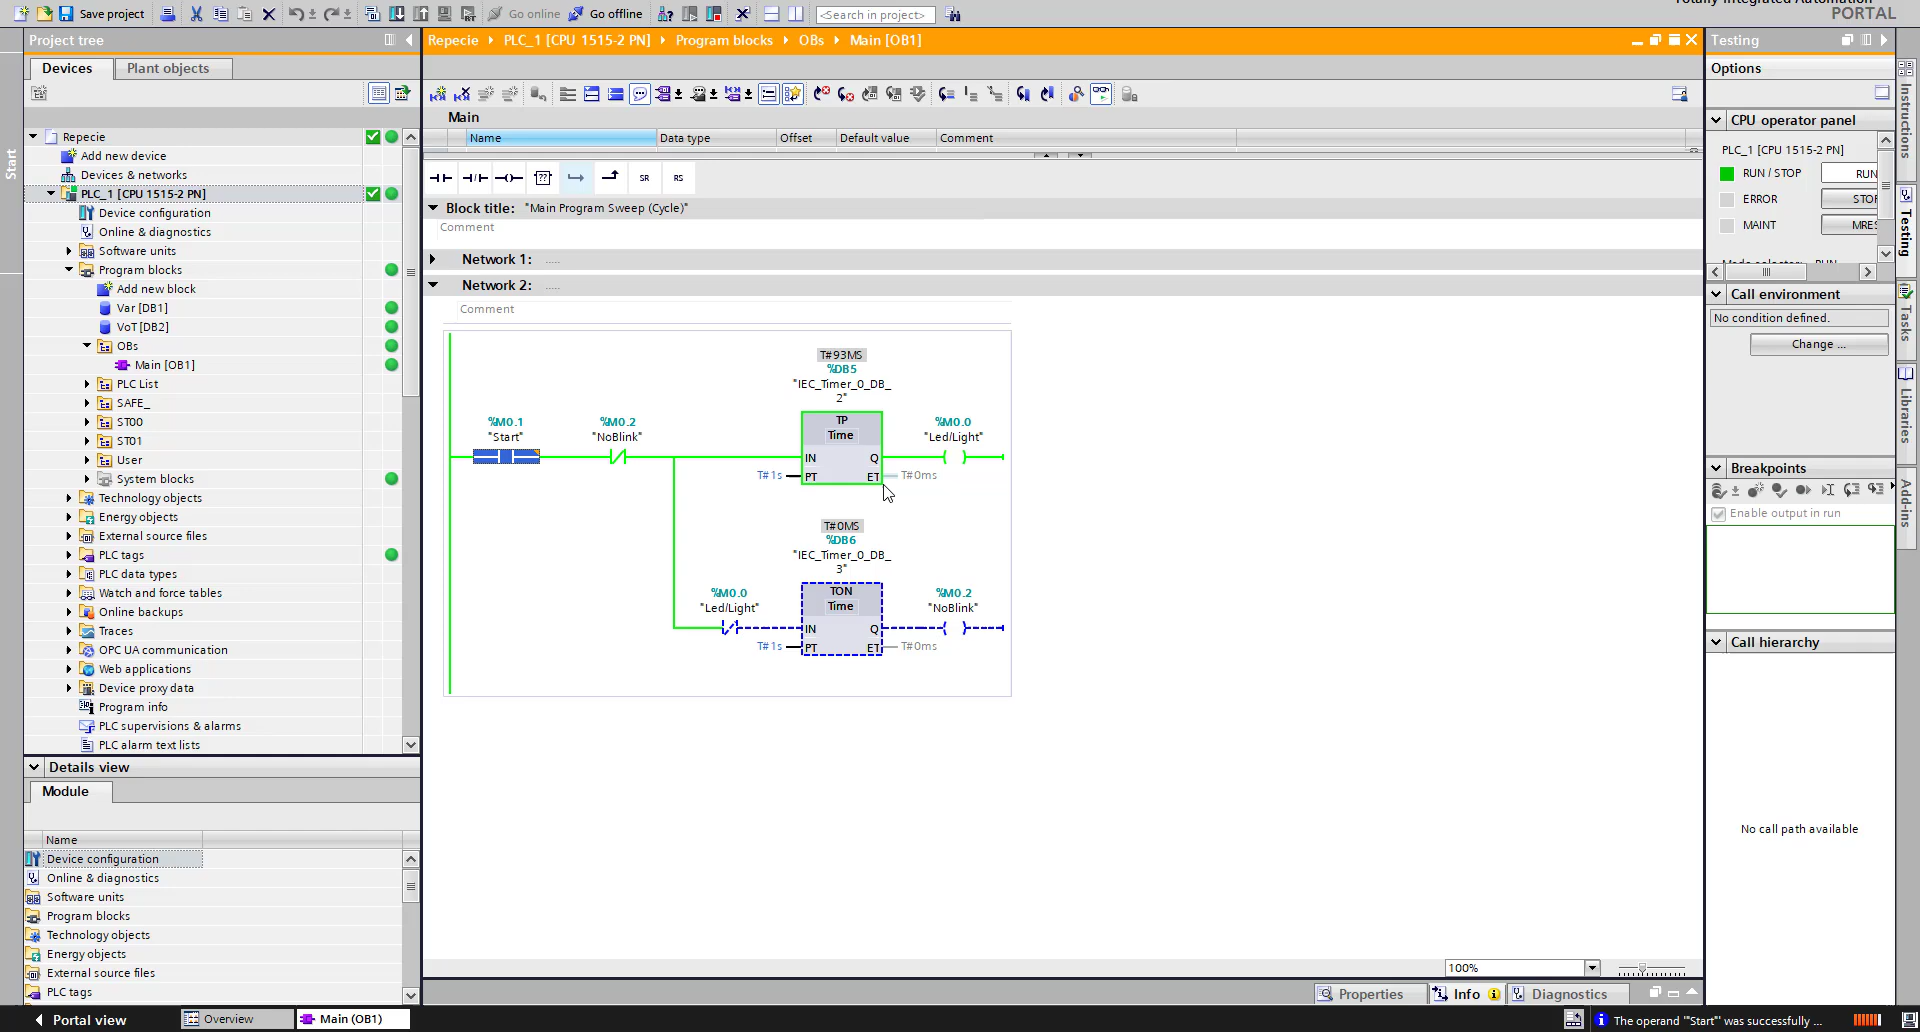 Totally Integrated Automation
PORTAL
Save project
Go online
Go offline
<Search in project>
Project tree
Devices
Plant objects
Start
Repecie
Add new device
Devices & networks
PLC_1 [CPU 1515-2 PN]
Device configuration
Online & diagnostics
Software units
Program blocks
Add new block
Var [DB1]
VoT [DB2]
OBs
Main [OB1]
PLC List
SAFE_
ST00
ST01
User
System blocks
Technology objects
Energy objects
External source files
PLC tags
PLC data types
Watch and force tables
Online backups
Traces
OPC UA communication
Web applications
Device proxy data
Program info
PLC supervisions & alarms
PLC alarm text lists
Details view
Module
Name
Device configuration
Online & diagnostics
Software units
Program blocks
Technology objects
Energy objects
External source files
PLC tags
Repecie PLC_1 [CPU 1515-2 PN] Program blocks OBs Main [OB1]
Main
Name Data type Offset Default value Comment
??
SR
RS
Block title: "Main Program Sweep (Cycle)"
Comment
Network 1: .....
Network 2: .....
Comment
T#93MS
%DB5
"IEC_Timer_0_DB_
2"
%M0.1
"Start"
%M0.2
"NoBlink"
TP
Time
IN Q
T#1s PT ET T#0ms
%M0.0
"Led/Light"
T#0MS
%DB6
"IEC_Timer_0_DB_
3"
%M0.0
"Led/Light"
TON
Time
IN Q
T#1s PT ET T#0ms
%M0.2
"NoBlink"
100%
Properties
Info
Diagnostics
Testing
Options
CPU operator panel
PLC_1 [CPU 1515-2 PN]
RUN / STOP RUN
ERROR STOP
MAINT MRES
Mode selector: RUN
Call environment
No condition defined.
Change ...
Breakpoints
Enable output in run
Call hierarchy
No call path available
Instructions
Testing
Tasks
Libraries
Add-ins
Portal view
Overview
Main (OB1)
The operand '"Start"' was successfully ...